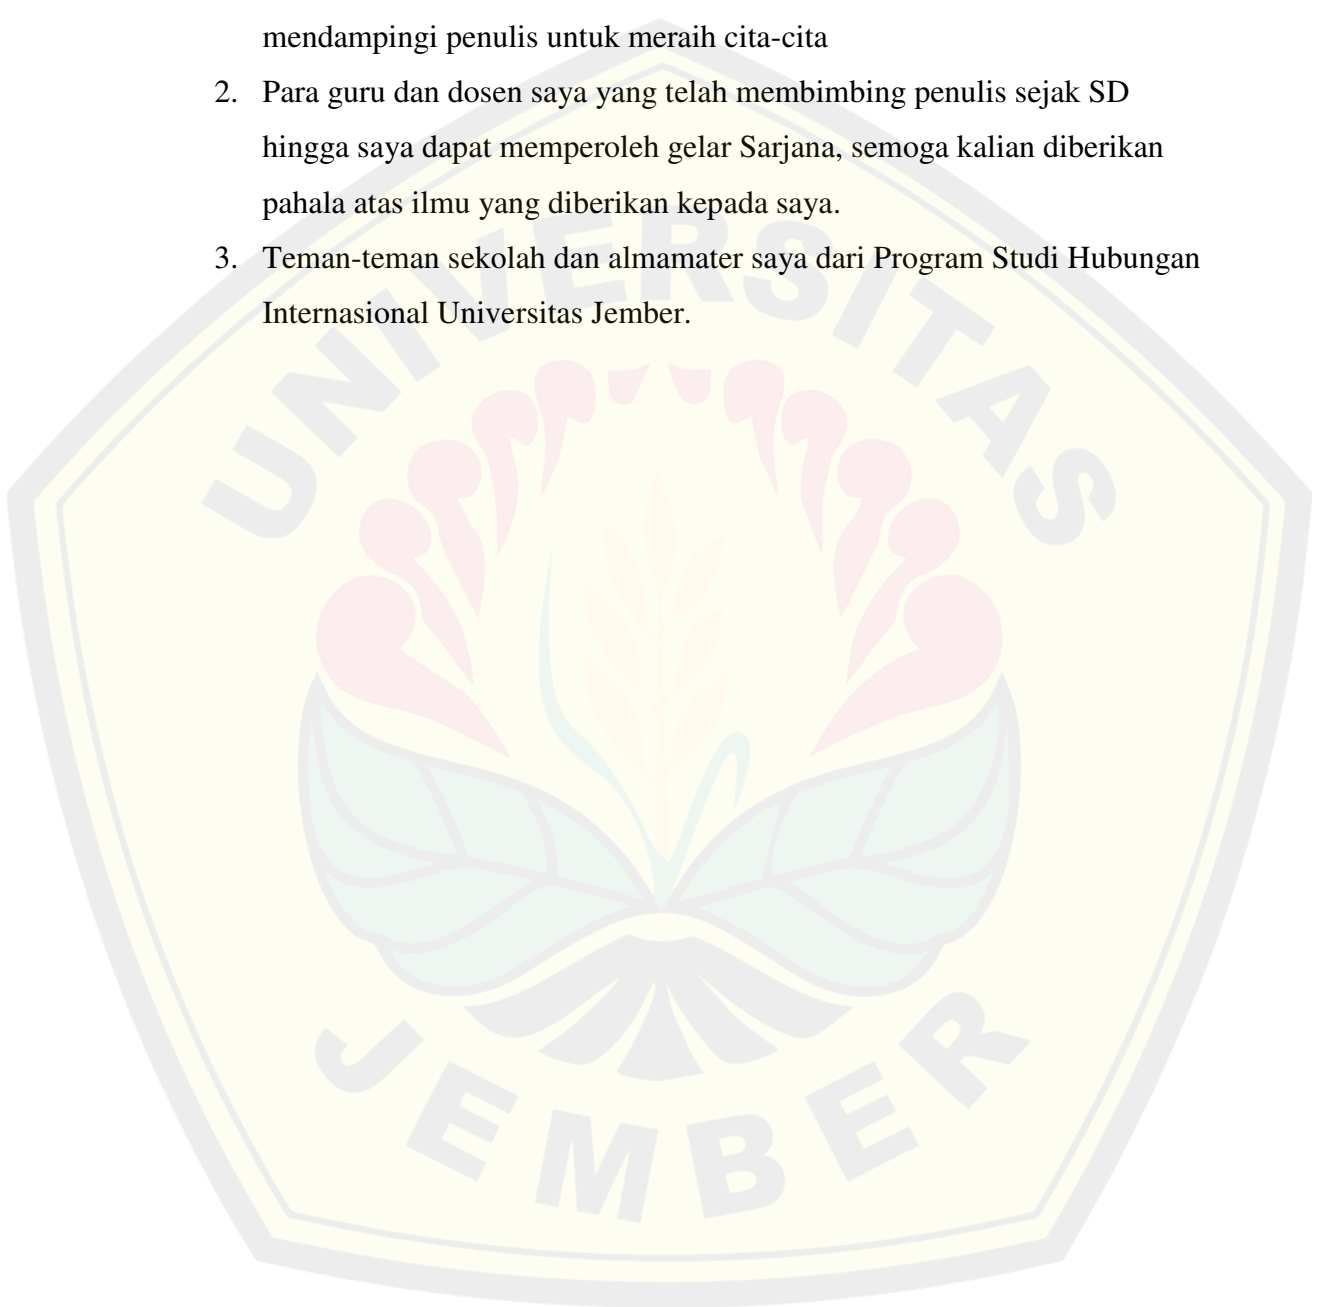 mendampingi penulis untuk meraih cita-cita
2. Para guru dan dosen saya yang telah membimbing penulis sejak SD
hingga saya dapat memperoleh gelar Sarjana, semoga kalian diberikan
pahala atas ilmu yang diberikan kepada saya.
3. Teman-teman sekolah dan almamater saya dari Program Studi Hubungan
Internasional Universitas Jember.
UNIVERSITAS
JEMBER